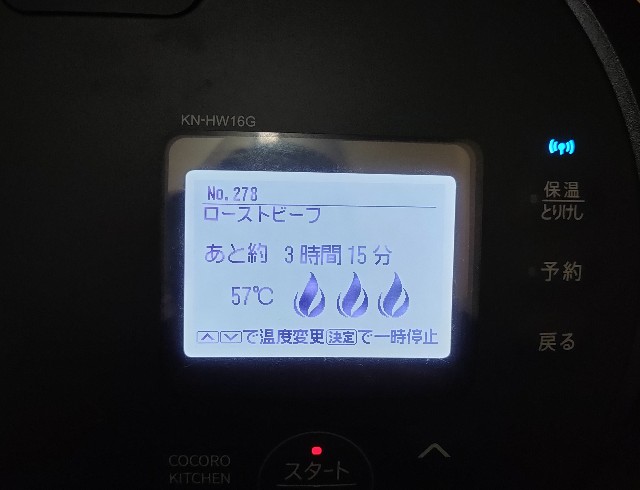 KN-HW16G
No.278
ローストビーフ
あと約 3時間15分
57℃
で温度変更決定で一時停止
保温
とりけし
予約
戻る
COCORO
KITCHEN
スタート